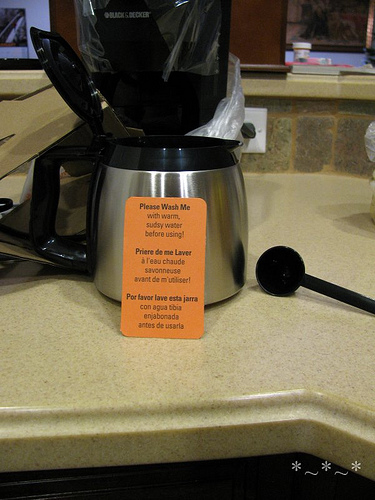 BLACK & DECKER
Please Wash Me
with warm,
sudsy water
before using!
Priere de me Laver
à l'eau chaude
savonneuse
avant de m'utiliser!
Por favor lave esta jarra
con agua tibia
enjabonada
antes de usarla
*~*~*